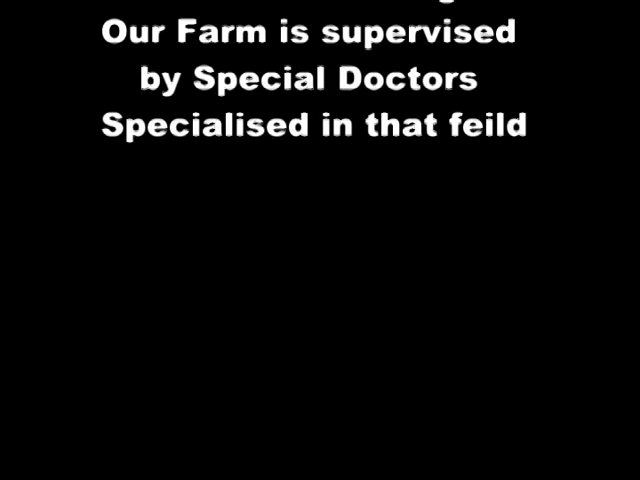 Our Farm is supervised
by Special Doctors
Specialised in that feild